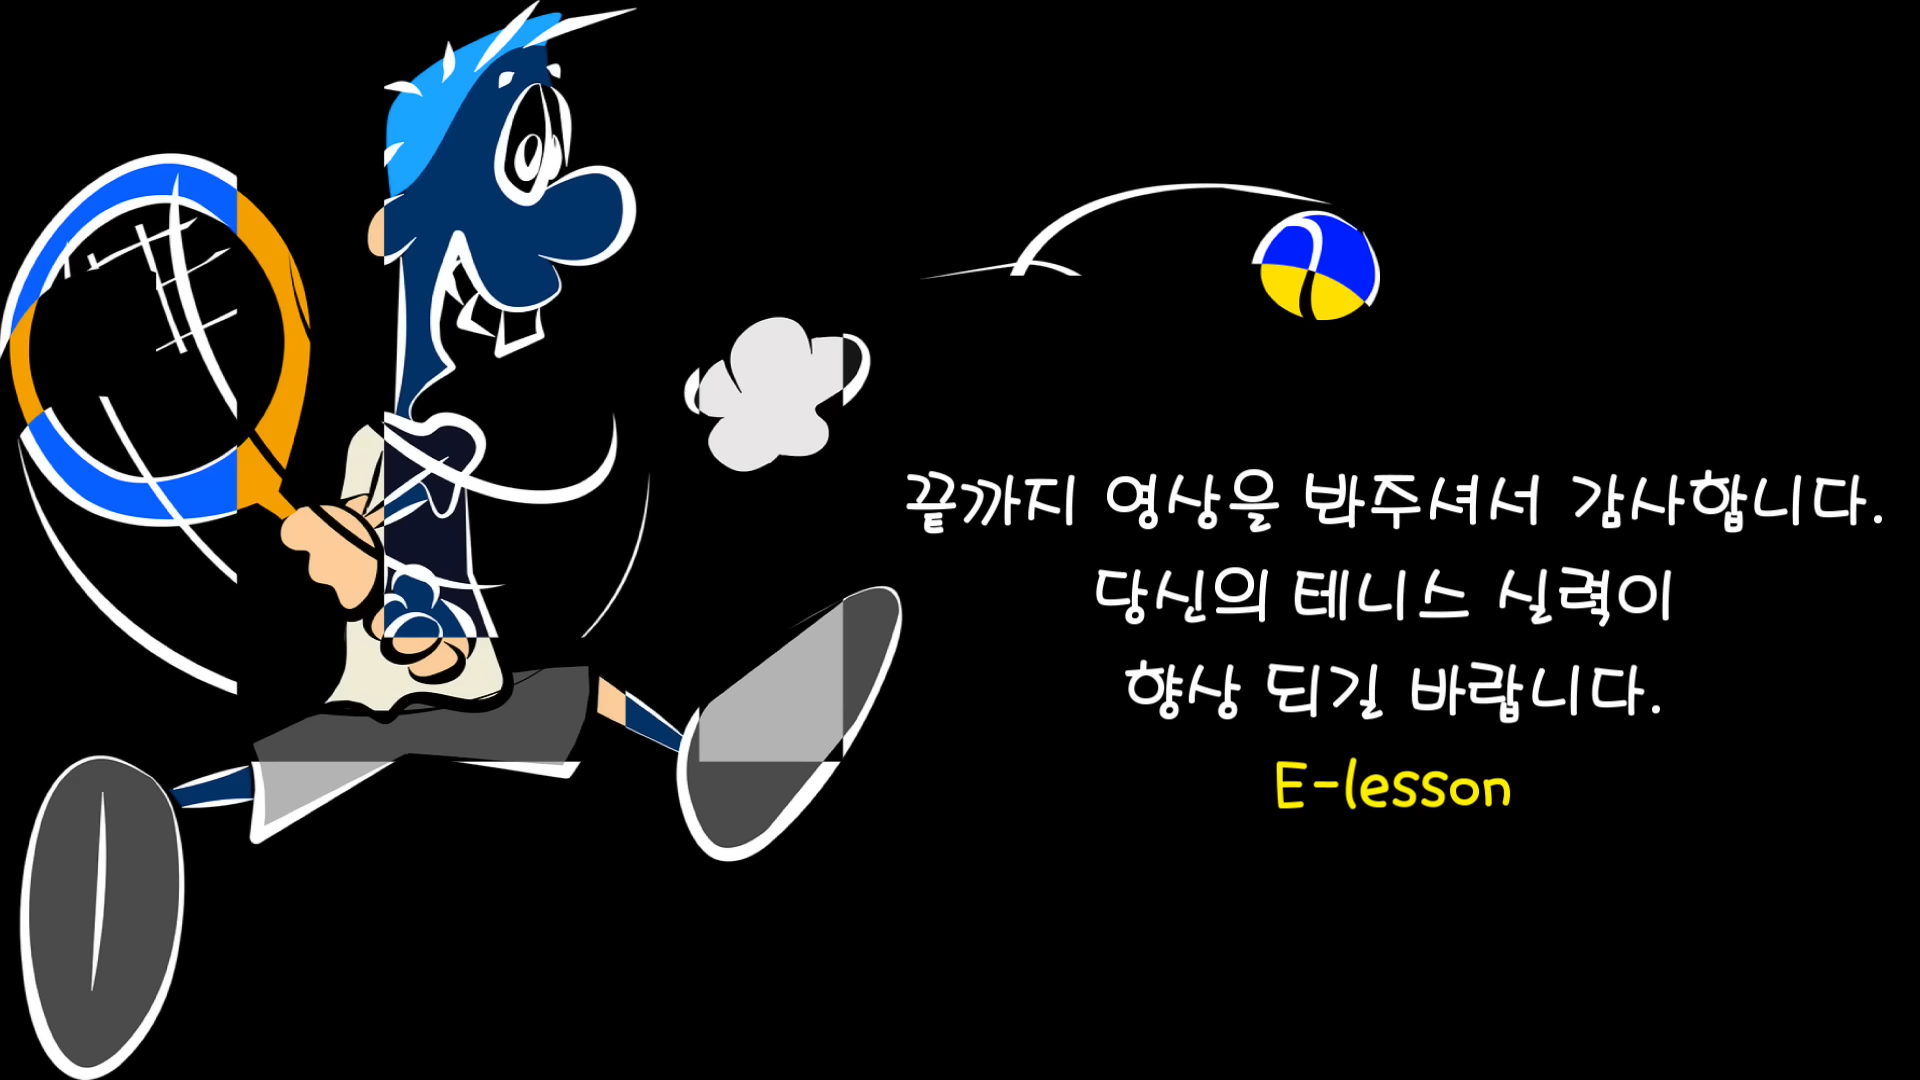 끝까지 영상을 봐주셔서 감사합니다.
당신의 테니스 실력이
향상 되길 바랍니다.
E-lesson